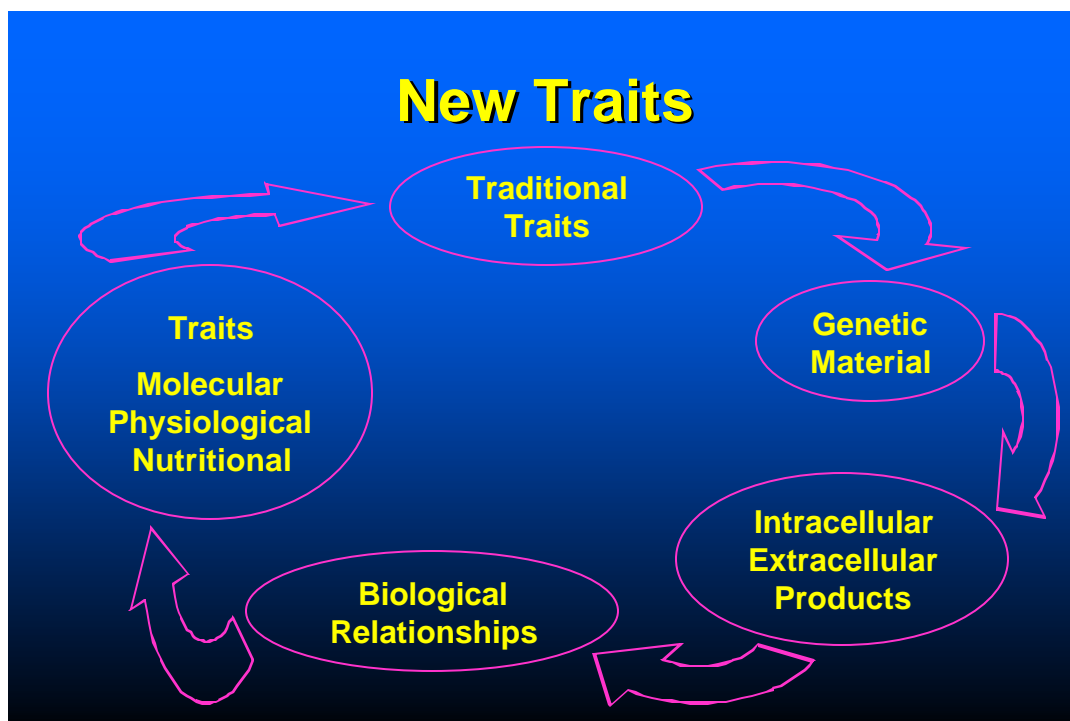 New Traits
Traditional
Traits
Genetic
Material
Intracellular
Extracellular
Products
Biological
Relationships
Traits
Molecular
Physiological
Nutritional